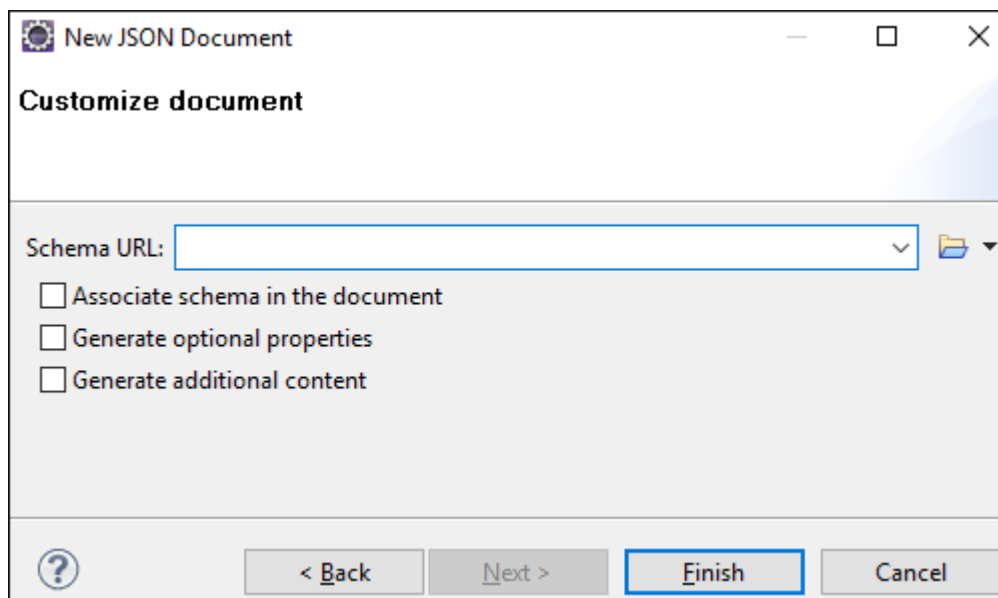 New JSON Document
Customize document
Schema URL:
Associate schema in the document
Generate optional properties
Generate additional content
? < Back Next > Finish Cancel